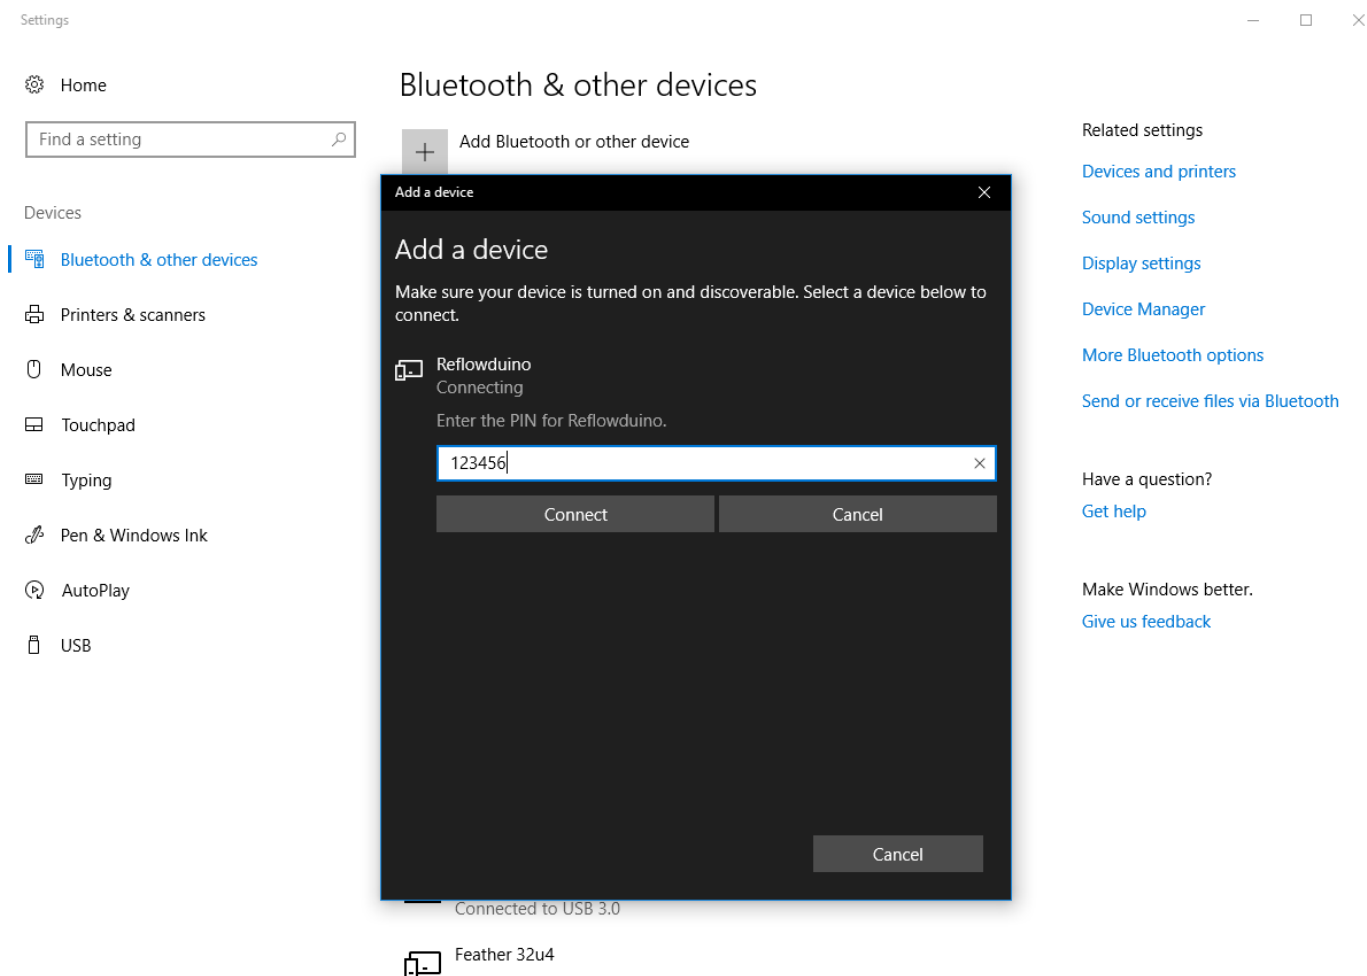 Settings
Home
Find a setting
Devices
Bluetooth & other devices
Printers & scanners
Mouse
Touchpad
Typing
Pen & Windows Ink
AutoPlay
USB
Bluetooth & other devices
Add Bluetooth or other device
Add a device
Add a device
Make sure your device is turned on and discoverable. Select a device below to
connect.
Reflowduino
Connecting
Enter the PIN for Reflowduino.
123456
Connect
Cancel
Cancel
Connected to USB 3.0
Feather 32u4
Related settings
Devices and printers
Sound settings
Display settings
Device Manager
More Bluetooth options
Send or receive files via Bluetooth
Have a question?
Get help
Make Windows better.
Give us feedback